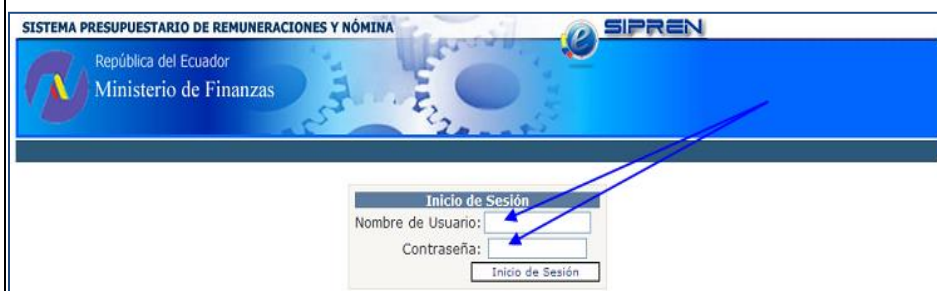 SISTEMA PRESUPUESTARIO DE REMUNERACIONES Y NÓMINA
e SIPREN
República del Ecuador
Ministerio de Finanzas
Inicio de Sesión
Nombre de Usuario:
Contraseña:
Inicio de Sesión